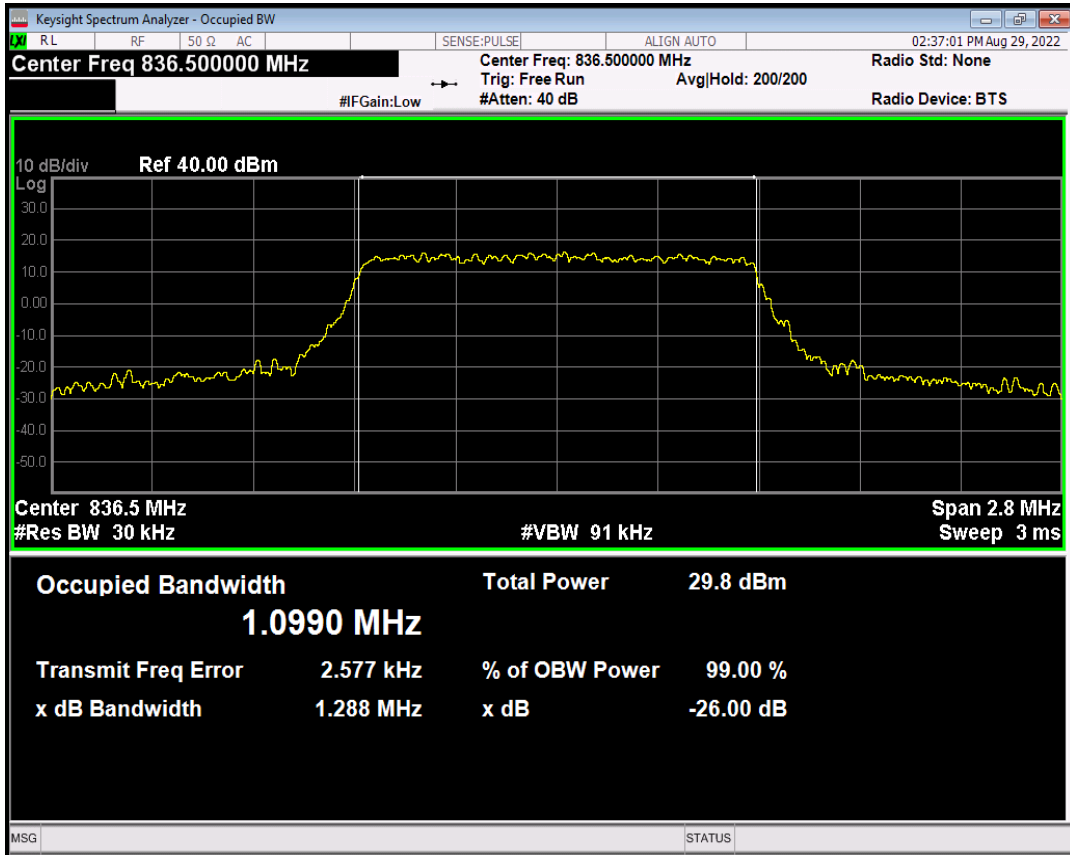 Keysight Spectrum Analyzer - Occupied BW
LXI RL RF 50 Ω AC SENSE:PULSE ALIGN AUTO 02:37:01 PM Aug 29, 2022
Center Freq 836.500000 MHz Center Freq: 836.500000 MHz Radio Std: None
Trig: Free Run Avg|Hold: 200/200
#IFGain:Low #Atten: 40 dB Radio Device: BTS
10 dB/div Ref 40.00 dBm
Log
30.0
20.0
10.0
0.00
-10.0
-20.0
-30.0
-40.0
-50.0
Center 836.5 MHz Span 2.8 MHz
#Res BW 30 kHz #VBW 91 kHz Sweep 3 ms
Occupied Bandwidth Total Power 29.8 dBm
1.0990 MHz
Transmit Freq Error 2.577 kHz % of OBW Power 99.00 %
x dB Bandwidth 1.288 MHz x dB -26.00 dB
MSG STATUS